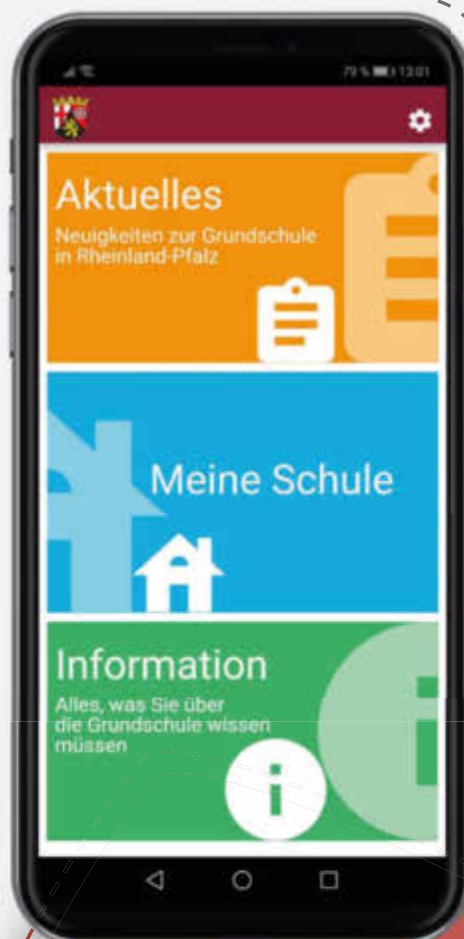 79 % 13:01
Aktuelles
Neuigkeiten zur Grundschule
in Rheinland-Pfalz
Meine Schule
Information
Alles, was Sie über
die Grundschule wissen
müssen